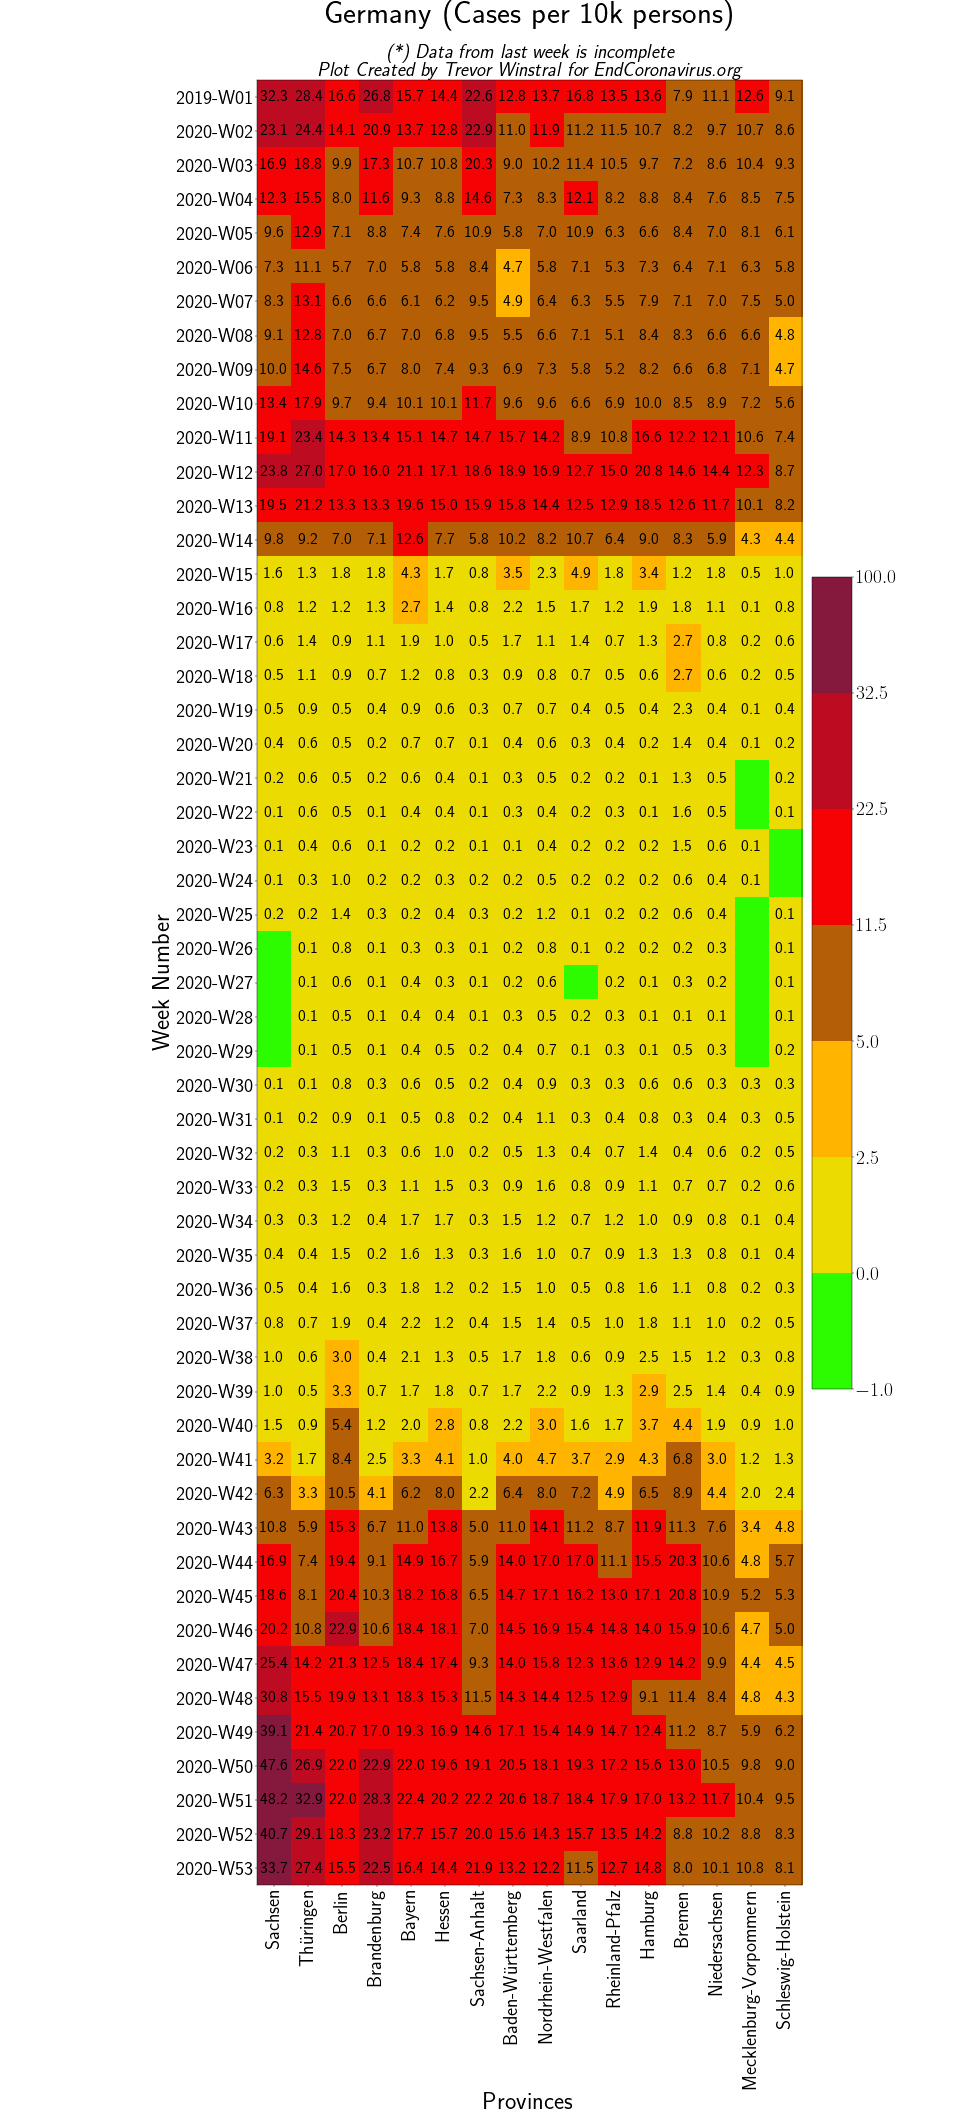 Germany (Cases per 10k persons)
(*) Data from last week is incomplete
Plot Created by Trevor Winstral for EndCoronavirus.org
2019-W01 32.3 28.4 16.6 26.8 15.7 14.4 22.6 12.8 13.7 16.8 13.5 13.6 7.9 11.1 12.6 9.1
2020-W02 23.1 24.4 14.1 20.9 13.7 12.8 22.9 11.0 11.9 11.2 11.5 10.7 8.2 9.7 10.7 8.6
2020-W03 16.9 18.8 9.9 17.3 10.7 10.8 20.3 9.0 10.2 11.4 10.5 9.7 7.2 8.6 10.4 9.3
2020-W04 12.3 15.5 8.0 11.6 9.3 8.8 14.6 7.3 8.3 12.1 8.2 8.8 8.4 7.6 8.5 7.5
2020-W05 9.6 12.9 7.1 8.8 7.4 7.6 10.9 5.8 7.0 10.9 6.3 6.6 8.4 7.0 8.1 6.1
2020-W06 7.3 11.1 5.7 7.0 5.8 5.8 8.4 4.7 5.8 7.1 5.3 7.3 6.4 7.1 6.3 5.8
2020-W07 8.3 13.1 6.6 6.6 6.1 6.2 9.5 4.9 6.4 6.3 5.5 7.9 7.1 7.0 7.5 5.0
2020-W08 9.1 12.8 7.0 6.7 7.0 6.8 9.5 5.5 6.6 7.1 5.1 8.4 8.3 6.6 6.6 4.8
2020-W09 10.0 14.6 7.5 6.7 8.0 7.4 9.3 6.9 7.3 5.8 5.2 8.2 6.6 6.8 7.1 4.7
2020-W10 13.4 17.9 9.7 9.4 10.1 10.1 11.7 9.6 9.6 6.6 6.9 10.0 8.5 8.9 7.2 5.6
2020-W11 19.1 23.4 14.3 13.4 15.1 14.7 14.7 15.7 14.2 8.9 10.8 16.6 12.2 12.1 10.6 7.4
2020-W12 23.8 27.0 17.0 16.0 21.1 17.1 18.6 18.9 16.9 12.7 15.0 20.8 14.6 14.4 12.3 8.7
2020-W13 19.5 21.2 13.3 13.3 19.6 15.0 15.9 15.8 14.4 12.5 12.9 18.5 12.6 11.7 10.1 8.2
2020-W14 9.8 9.2 7.0 7.1 12.6 7.7 5.8 10.2 8.2 10.7 6.4 9.0 8.3 5.9 4.3 4.4
2020-W15 1.6 1.3 1.8 1.8 4.3 1.7 0.8 3.5 2.3 4.9 1.8 3.4 1.2 1.8 0.5 1.0
2020-W16 0.8 1.2 1.2 1.3 2.7 1.4 0.8 2.2 1.5 1.7 1.2 1.9 1.8 1.1 0.1 0.8
2020-W17 0.6 1.4 0.9 1.1 1.9 1.0 0.5 1.7 1.1 1.4 0.7 1.3 2.7 0.8 0.2 0.6
2020-W18 0.5 1.1 0.9 0.7 1.2 0.8 0.3 0.9 0.8 0.7 0.5 0.6 2.7 0.6 0.2 0.5
2020-W19 0.5 0.9 0.5 0.4 0.9 0.6 0.3 0.7 0.7 0.4 0.5 0.4 2.3 0.4 0.1 0.4
2020-W20 0.4 0.6 0.5 0.2 0.7 0.7 0.1 0.4 0.6 0.3 0.4 0.2 1.4 0.4 0.1 0.2
2020-W21 0.2 0.6 0.5 0.2 0.6 0.4 0.1 0.3 0.5 0.2 0.2 0.1 1.3 0.5 0.2
2020-W22 0.1 0.6 0.5 0.1 0.4 0.4 0.1 0.3 0.4 0.2 0.3 0.1 1.6 0.5 0.1
2020-W23 0.1 0.4 0.6 0.1 0.2 0.2 0.1 0.1 0.4 0.2 0.2 0.2 1.5 0.6 0.1
2020-W24 0.1 0.3 1.0 0.2 0.2 0.3 0.2 0.2 0.5 0.2 0.2 0.2 0.6 0.4 0.1
2020-W25 0.2 0.2 1.4 0.3 0.2 0.4 0.3 0.2 1.2 0.1 0.2 0.2 0.6 0.4 0.1
2020-W26 0.1 0.8 0.1 0.3 0.3 0.1 0.2 0.8 0.1 0.2 0.2 0.2 0.3 0.1
2020-W27 0.1 0.6 0.1 0.4 0.3 0.1 0.2 0.6 0.2 0.1 0.3 0.2 0.1
2020-W28 0.1 0.5 0.1 0.4 0.4 0.1 0.3 0.5 0.2 0.3 0.1 0.1 0.1 0.1
2020-W29 0.1 0.5 0.1 0.4 0.5 0.2 0.4 0.7 0.1 0.3 0.1 0.5 0.3 0.2
2020-W30 0.1 0.1 0.8 0.3 0.6 0.5 0.2 0.4 0.9 0.3 0.3 0.6 0.6 0.3 0.3 0.3
2020-W31 0.1 0.2 0.9 0.1 0.5 0.8 0.2 0.4 1.1 0.3 0.4 0.8 0.3 0.4 0.3 0.5
2020-W32 0.2 0.3 1.1 0.3 0.6 1.0 0.2 0.5 1.3 0.4 0.7 1.4 0.4 0.6 0.2 0.5
2020-W33 0.2 0.3 1.5 0.3 1.1 1.5 0.3 0.9 1.6 0.8 0.9 1.1 0.7 0.7 0.2 0.6
2020-W34 0.3 0.3 1.2 0.4 1.7 1.7 0.3 1.5 1.2 0.7 1.2 1.0 0.9 0.8 0.1 0.4
2020-W35 0.4 0.4 1.5 0.2 1.6 1.3 0.3 1.6 1.0 0.7 0.9 1.3 1.3 0.8 0.1 0.4
2020-W36 0.5 0.4 1.6 0.3 1.8 1.2 0.2 1.5 1.0 0.5 0.8 1.6 1.1 0.8 0.2 0.3
2020-W37 0.8 0.7 1.9 0.4 2.2 1.2 0.4 1.5 1.4 0.5 1.0 1.8 1.1 1.0 0.2 0.5
2020-W38 1.0 0.6 3.0 0.4 2.1 1.3 0.5 1.7 1.8 0.6 0.9 2.5 1.5 1.2 0.3 0.8
2020-W39 1.0 0.5 3.3 0.7 1.7 1.8 0.7 1.7 2.2 0.9 1.3 2.9 2.5 1.4 0.4 0.9
2020-W40 1.5 0.9 5.4 1.2 2.0 2.8 0.8 2.2 3.0 1.6 1.7 3.7 4.4 1.9 0.9 1.0
2020-W41 3.2 1.7 8.4 2.5 3.3 4.1 1.0 4.0 4.7 3.7 2.9 4.3 6.8 3.0 1.2 1.3
2020-W42 6.3 3.3 10.5 4.1 6.2 8.0 2.2 6.4 8.0 7.2 4.9 6.5 8.9 4.4 2.0 2.4
2020-W43 10.8 5.9 15.3 6.7 11.0 13.8 5.0 11.0 14.1 11.2 8.7 11.9 11.3 7.6 3.4 4.8
2020-W44 16.9 7.4 19.4 9.1 14.9 16.7 5.9 14.0 17.0 17.0 11.1 15.5 20.3 10.6 4.8 5.7
2020-W45 18.6 8.1 20.4 10.3 18.2 16.8 6.5 14.7 17.1 16.2 13.0 17.1 20.8 10.9 5.2 5.3
2020-W46 20.2 10.8 22.9 10.6 18.4 18.1 7.0 14.5 16.9 15.4 14.8 14.0 15.9 10.6 4.7 5.0
2020-W47 25.4 14.2 21.3 12.5 18.4 17.4 9.3 14.0 15.8 12.3 13.6 12.9 14.2 9.9 4.4 4.5
2020-W48 30.8 15.5 19.9 13.1 18.3 15.3 11.5 14.3 14.4 12.5 12.9 9.1 11.4 8.4 4.8 4.3
2020-W49 39.1 21.4 20.7 17.0 19.3 16.9 14.6 17.1 15.4 14.9 14.7 12.4 11.2 8.7 5.9 6.2
2020-W50 47.6 26.9 22.0 22.9 22.0 19.6 19.1 20.5 18.1 19.3 17.2 15.6 13.0 10.5 9.8 9.0
2020-W51 48.2 32.9 22.0 28.3 22.4 20.2 22.2 20.6 18.7 18.4 17.9 17.0 13.2 11.7 10.4 9.5
2020-W52 40.7 29.1 18.3 23.2 17.7 15.7 20.0 15.6 14.3 15.7 13.5 14.2 8.8 10.2 8.8 8.3
2020-W53 33.7 27.4 15.5 22.5 16.4 14.4 21.9 13.2 12.2 11.5 12.7 14.8 8.0 10.1 10.8 8.1
Week Number
Sachsen
Thüringen
Berlin
Brandenburg
Bayern
Hessen
Sachsen-Anhalt
Baden-Württemberg
Nordrhein-Westfalen
Saarland
Rheinland-Pfalz
Hamburg
Bremen
Niedersachsen
Mecklenburg-Vorpommern
Schleswig-Holstein
Provinces
100.0
32.5
22.5
11.5
5.0
2.5
0.0
−1.0